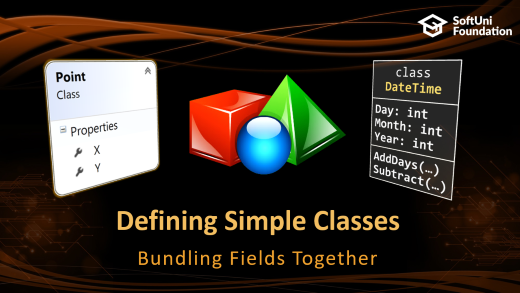 SoftUni
Foundation
Point
Class
Properties
X
Y
class
DateTime
Day: int
Month: int
Year: int
AddDays(…)
Subtract(…)
Defining Simple Classes
Bundling Fields Together